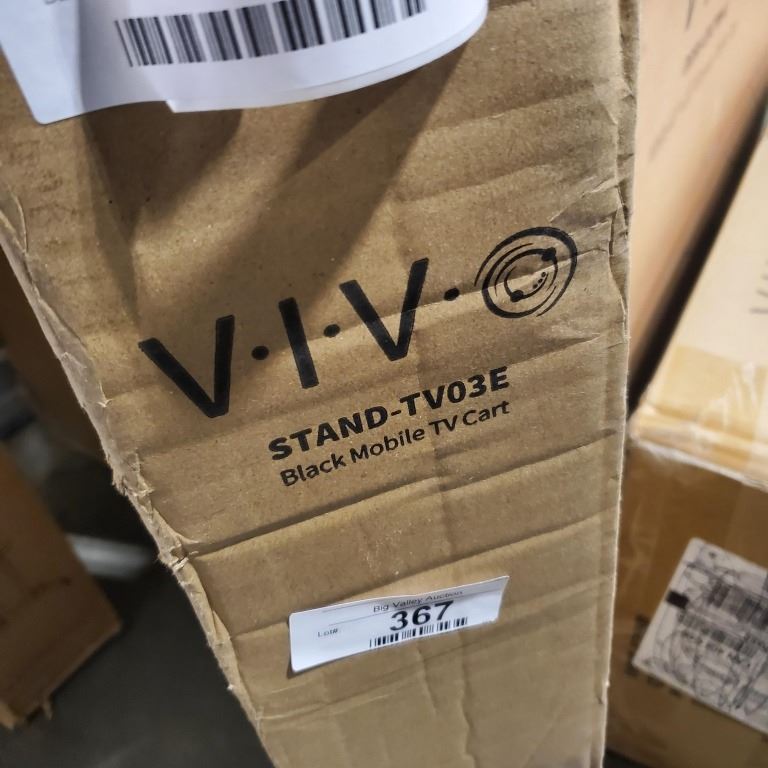 V·I·V·O
STAND-TV03E
Black Mobile TV Cart
Big Valley Auction
Lot#: 367